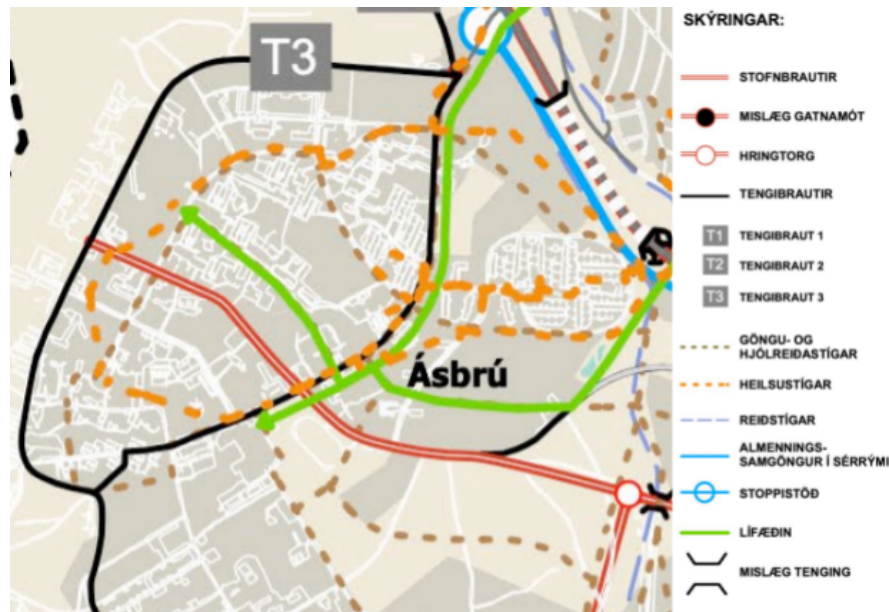 T3
Ásbrú
SKÝRINGAR:
STOFNBRAUTIR
MISLÆG GATNAMÓT
HRINGTORG
TENGIBRAUTIR
T1 TENGIBRAUT 1
T2 TENGIBRAUT 2
T3 TENGIBRAUT 3
GÖNGU- OG
HJÓLREIÐASTÍGAR
HEILSUSTÍGAR
REIÐSTÍGAR
ALMENNINGS-
SAMGÖNGUR Í SÉRRÝMI
STOPPISTÖÐ
LÍFÆÐIN
MISLÆG TENGING